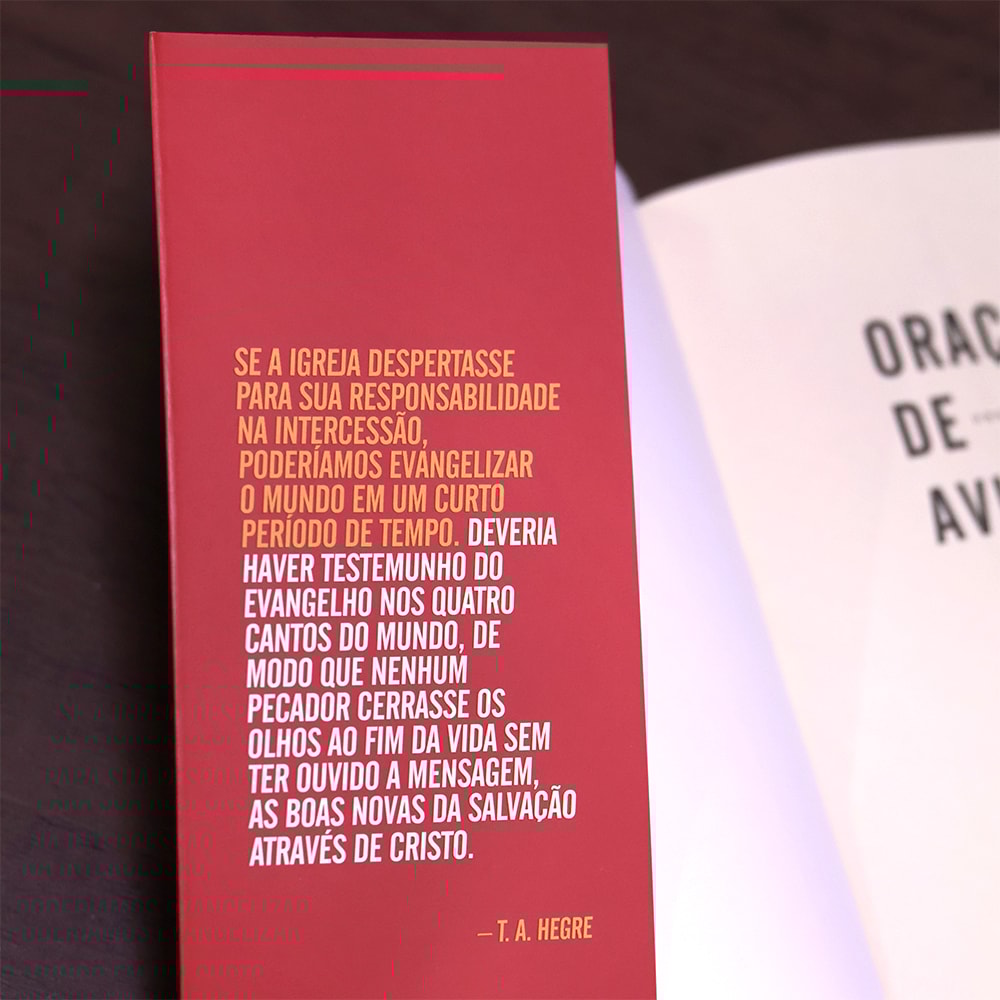 SE A IGREJA DESPERTASSE
PARA SUA RESPONSABILIDADE
NA INTERCESSÃO,
PODERÍAMOS EVANGELIZAR
O MUNDO EM UM CURTO
PERÍODO DE TEMPO. DEVERIA
HAVER TESTEMUNHO DO
EVANGELHO NOS QUATRO
CANTOS DO MUNDO, DE
MODO QUE NENHUM
PECADOR CERRASSE OS
OLHOS AO FIM DA VIDA SEM
TER OUVIDO A MENSAGEM,
AS BOAS NOVAS DA SALVAÇÃO
ATRAVÉS DE CRISTO.
— T. A. HEGRE
DE